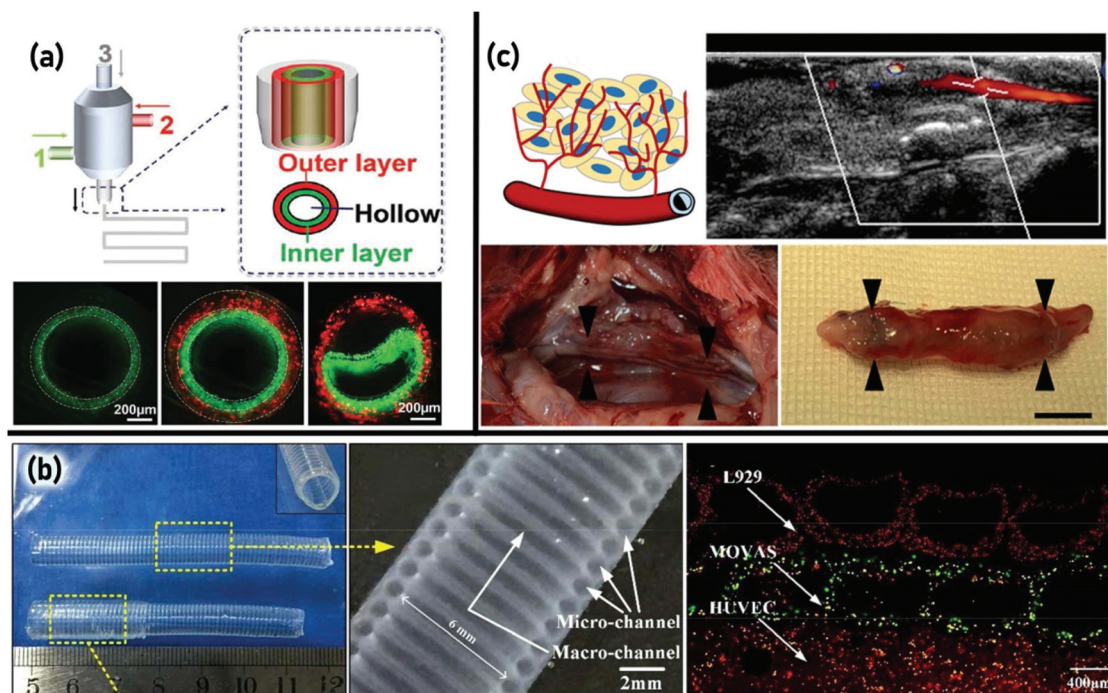 (a)
3
2
1
Outer layer
Hollow
Inner layer
200μm
200μm
(c)
(b)
6 mm
Micro-channel
Macro-channel
2mm
5 6 7 8 9 10 11 12
L929
MOVAS
HUVEC
400μm